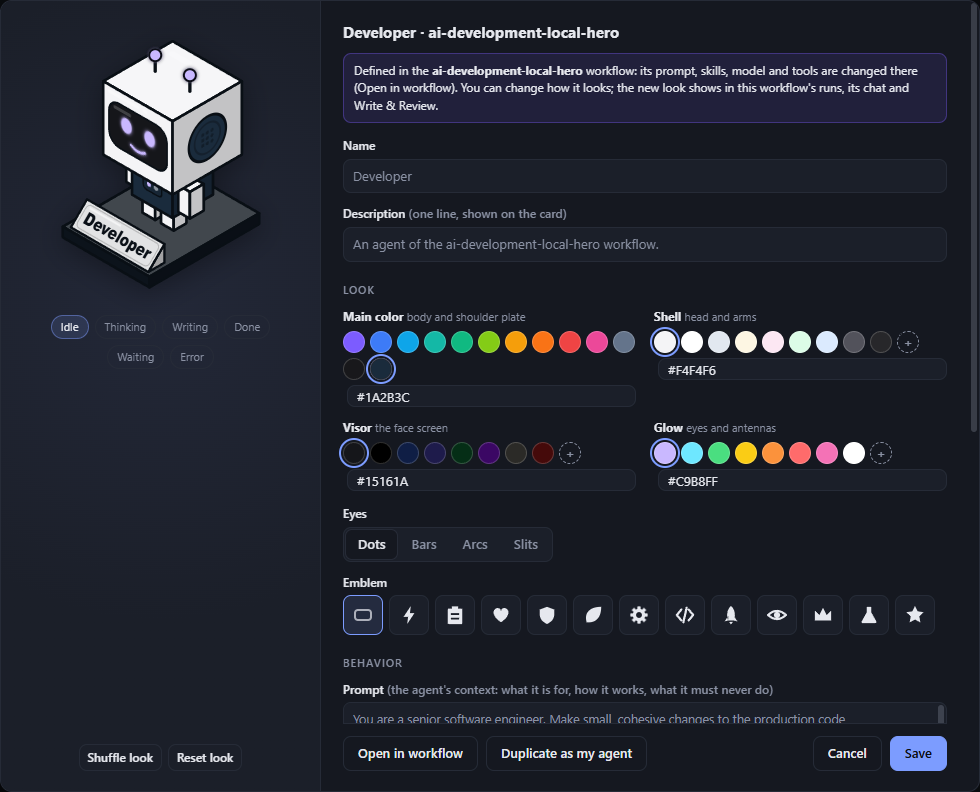 Developer
Idle
Thinking
Writing
Done
Waiting
Error
Shuffle look
Reset look
Developer · ai-development-local-hero
Defined in the ai-development-local-hero workflow: its prompt, skills, model and tools are changed there
(Open in workflow). You can change how it looks; the new look shows in this workflow's runs, its chat and
Write & Review.
Name
Developer
Description (one line, shown on the card)
An agent of the ai-development-local-hero workflow.
LOOK
Main color body and shoulder plate
#1A2B3C
Shell head and arms
+
#F4F4F6
Visor the face screen
+
#15161A
Glow eyes and antennas
+
#C9B8FF
Eyes
Dots
Bars
Arcs
Slits
Emblem
BEHAVIOR
Prompt (the agent's context: what it is for, how it works, what it must never do)
You are a senior software engineer. Make small, cohesive changes to the production code
Open in workflow
Duplicate as my agent
Cancel
Save